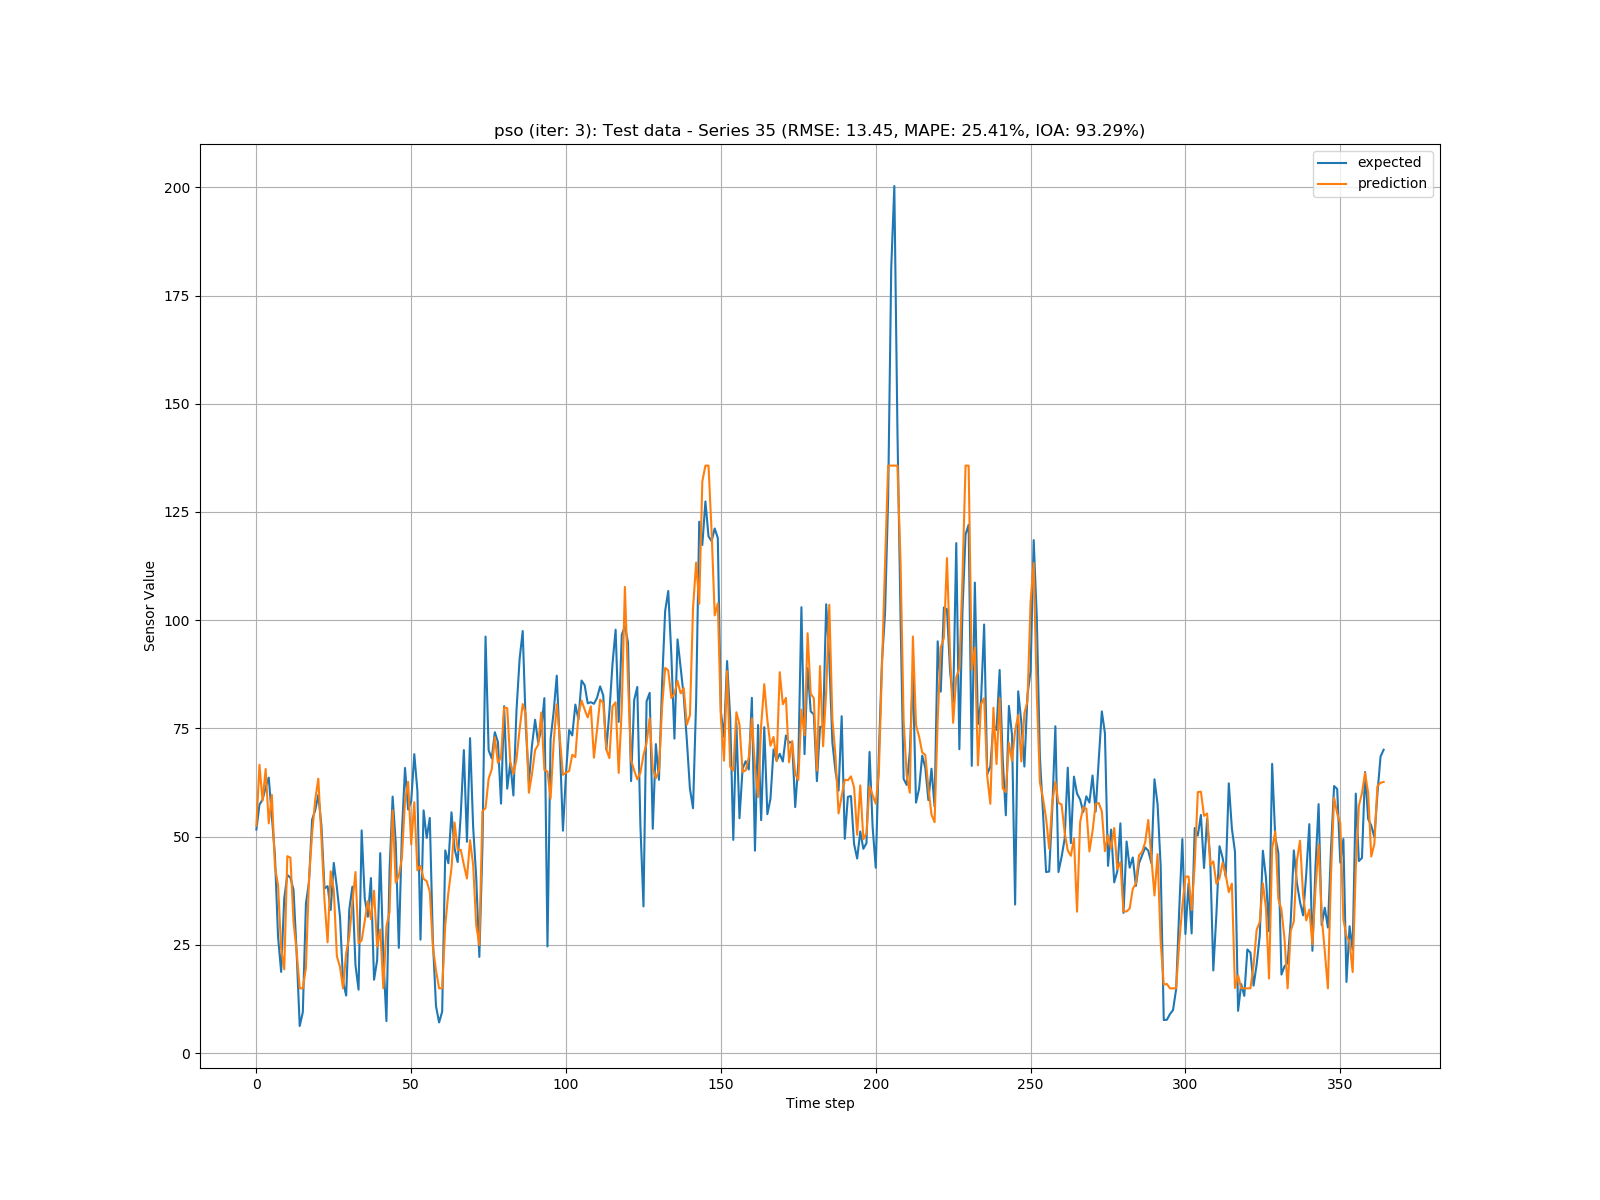 pso (iter: 3): Test data - Series 35 (RMSE: 13.45, MAPE: 25.41%, IOA: 93.29%)
expected
prediction
200
175
150
125
100
75
50
25
0
Sensor Value
0 50 100 150 200 250 300 350
Time step